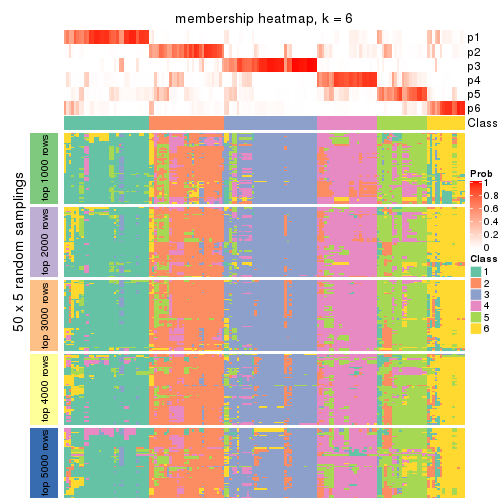 membership heatmap, k = 6
p1
p2
p3
p4
p5
p6
Class
50 x 5 random samplings
top 1000 rows
top 2000 rows
top 3000 rows
top 4000 rows
top 5000 rows
Prob
1
0.8
0.6
0.4
0.2
0
Class
1
2
3
4
5
6